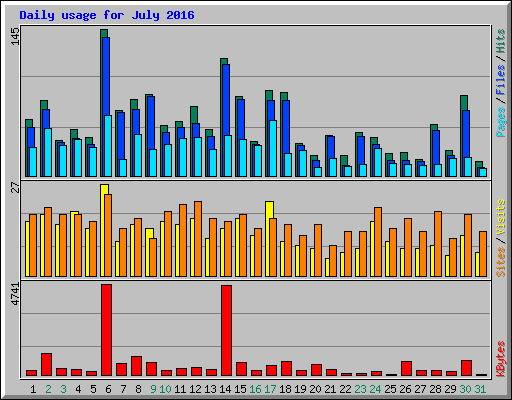 Daily usage for July 2016
145
Pages / Files / Hits
27
Sites / Visits
4741
KBytes
1 2 3 4 5 6 7 8 9 10 11 12 13 14 15 16 17 18 19 20 21 22 23 24 25 26 27 28 29 30 31